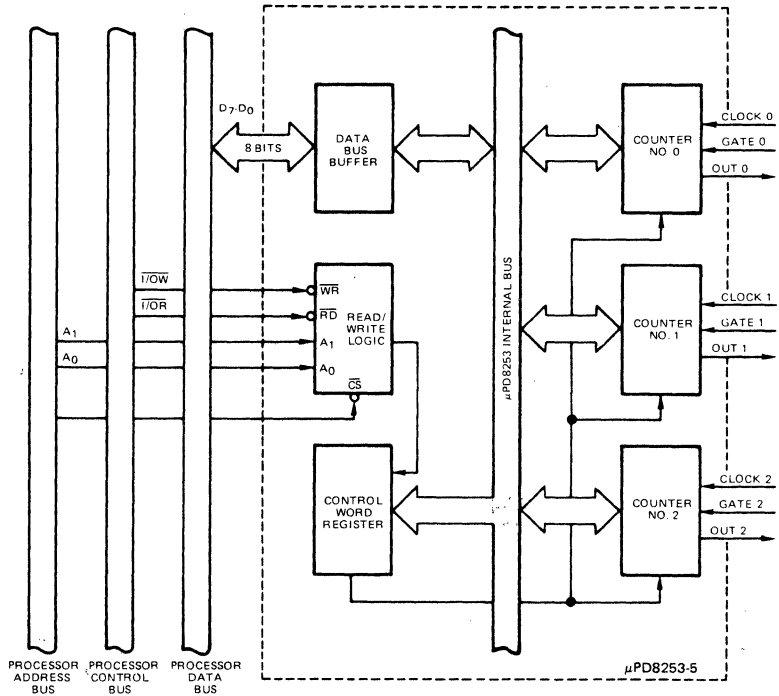 D7-D0
8 BITS
DATA
BUS
BUFFER
COUNTER
NO. 0
CLOCK 0
GATE 0
OUT 0
I/OW
I/OR
A1
A0
WR
RD
A1
A0
CS
READ/
WRITE
LOGIC
μPD8253 INTERNAL BUS
COUNTER
NO. 1
CLOCK 1
GATE 1
OUT 1
CONTROL
WORD
REGISTER
COUNTER
NO. 2
CLOCK 2
GATE 2
OUT 2
μPD8253-5
PROCESSOR
ADDRESS
BUS
PROCESSOR
CONTROL
BUS
PROCESSOR
DATA
BUS